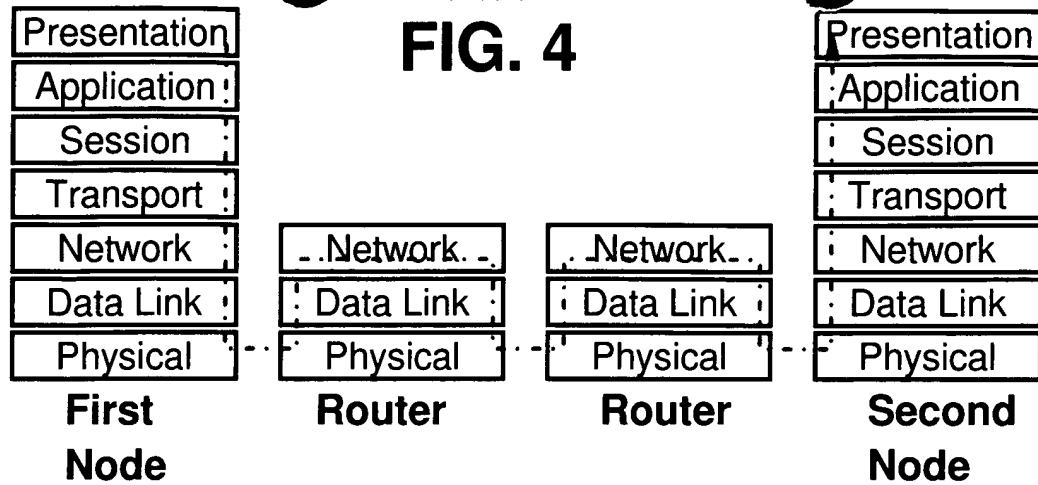 FIG. 4
Presentation
Application
Session
Transport
Network
Data Link
Physical
First
Node
Network
Data Link
Physical
Router
Network
Data Link
Physical
Router
Presentation
Application
Session
Transport
Network
Data Link
Physical
Second
Node